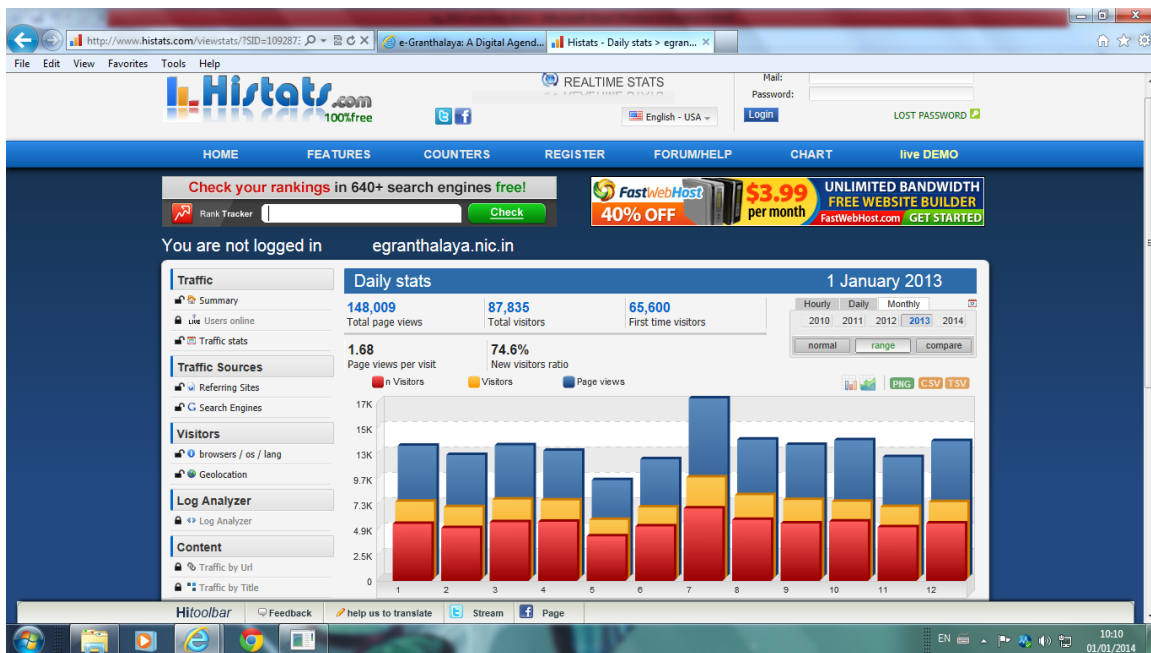 http://www.histats.com/viewstats/?SID=109287:
e-Granthalaya: A Digital Agend...
Histats - Daily stats > egran...
File Edit View Favorites Tools Help
Histats.com
100%free
REALTIME STATS
English - USA
Mail:
Password:
Login
LOST PASSWORD
HOME FEATURES COUNTERS REGISTER FORUM/HELP CHART live DEMO
Check your rankings in 640+ search engines free!
Rank Tracker Check
FastWebHost
40% OFF
$3.99
per month
UNLIMITED BANDWIDTH
FREE WEBSITE BUILDER
FastWebHost.com GET STARTED
You are not logged in egranthalaya.nic.in
Traffic
Summary
LIVE Users online
Traffic stats
Traffic Sources
Referring Sites
Search Engines
Visitors
browsers / os / lang
Geolocation
Log Analyzer
Log Analyzer
Content
Traffic by Url
Traffic by Title
Daily stats 1 January 2013
148,009 87,835 65,600
Total page views Total visitors First time visitors
1.68 74.6%
Page views per visit New visitors ratio
Hourly Daily Monthly
2010 2011 2012 2013 2014
normal range compare
n Visitors Visitors Page views
PNG CSV TSV
17K
15K
13K
9.7K
7.3K
4.9K
2.5K
0
1 2 3 4 5 6 7 8 9 10 11 12
Hitoolbar Feedback help us to translate Stream Page
EN
10:10
01/01/2014